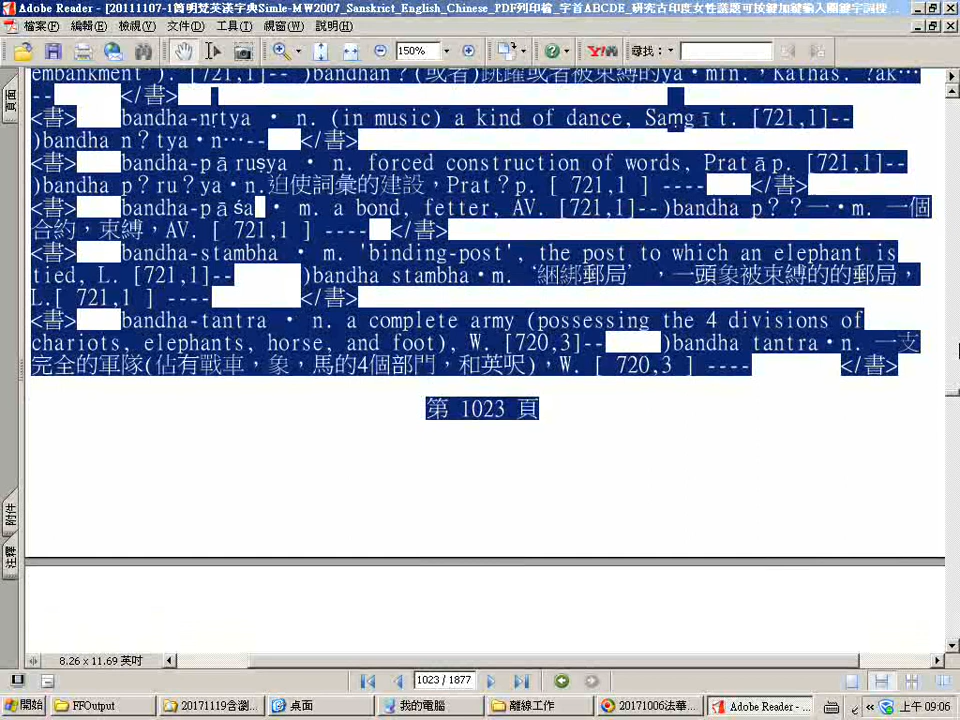 Adobe Reader - [20111107-1簡明梵英漢字典Simle-MW2007_Sanskrict_English_Chinese_PDF列印檔_字首ABCDE_研究古印度女性議題可按鍵加鍵輸入關鍵字詞搜...
檔案(F) 編輯(E) 檢視(V) 文件(D) 工具(T) 視窗(W) 說明(H)
150% 尋找：
頁面
附件
注釋
embankment'). [721,1]-- )bandhan？(或者)跳躍或者被束縛的ya·min.，Kathās. ?ak…
-- </書>
<書> bandha-nṛtya · n. (in music) a kind of dance, Saṃgīt. [721,1]--
)bandha n？tya·n…-- </書>
<書> bandha-pāruṣya · n. forced construction of words, Pratāp. [721,1]--
)bandha p？ru？ya·n.迫使詞彙的建設，Prat？p. [ 721,1 ] ---- </書>
<書> bandha-pāśa · m. a bond, fetter, AV. [721,1]--)bandha p？？一·m. 一個
合約，束縛，AV. [ 721,1 ] ---- </書>
<書> bandha-stambha · m. 'binding-post', the post to which an elephant is
tied, L. [721,1]-- )bandha stambha·m.‘綑綁郵局’，一頭象被束縛的的郵局，
L.[ 721,1 ] ---- </書>
<書> bandha-tantra · n. a complete army (possessing the 4 divisions of
chariots, elephants, horse, and foot), W. [720,3]-- )bandha tantra·n. 一支
完全的軍隊(佔有戰車，象，馬的4個部門，和英呎)，W. [ 720,3 ] ---- </書>
第 1023 頁
8.26 x 11.69 英吋
1023 / 1877
開始 FFOutput 20171119含瀏... 桌面 我的電腦 離線工作 20171006法華... Adobe Reader - ... 上午 09:06